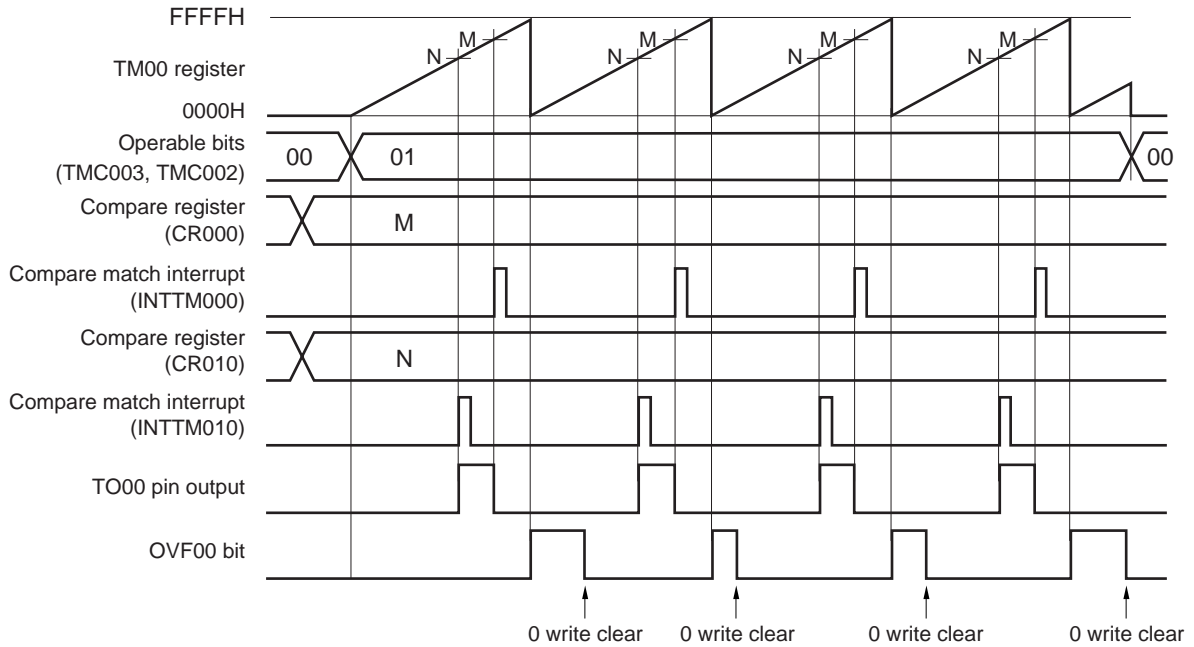 FFFFH
M M M M
N N N N
TM00 register
0000H
Operable bits
(TMC003, TMC002)
00 01 00
Compare register
(CR000)
M
Compare match interrupt
(INTTM000)
Compare register
(CR010)
N
Compare match interrupt
(INTTM010)
TO00 pin output
OVF00 bit
0 write clear 0 write clear 0 write clear 0 write clear